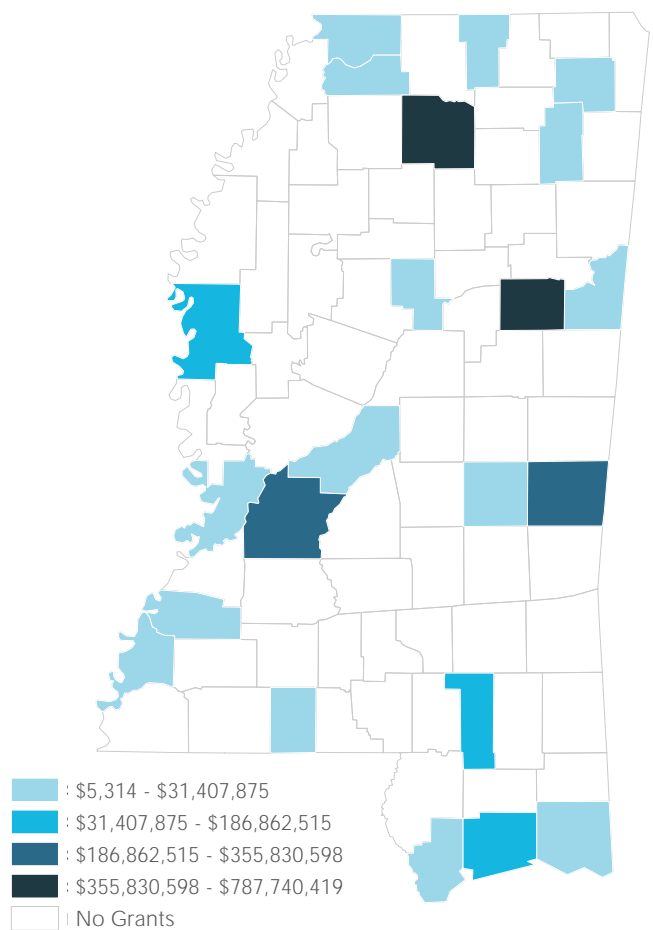 : $5,314 - $31,407,875
: $31,407,875 - $186,862,515
: $186,862,515 - $355,830,598
: $355,830,598 - $787,740,419
No Grants